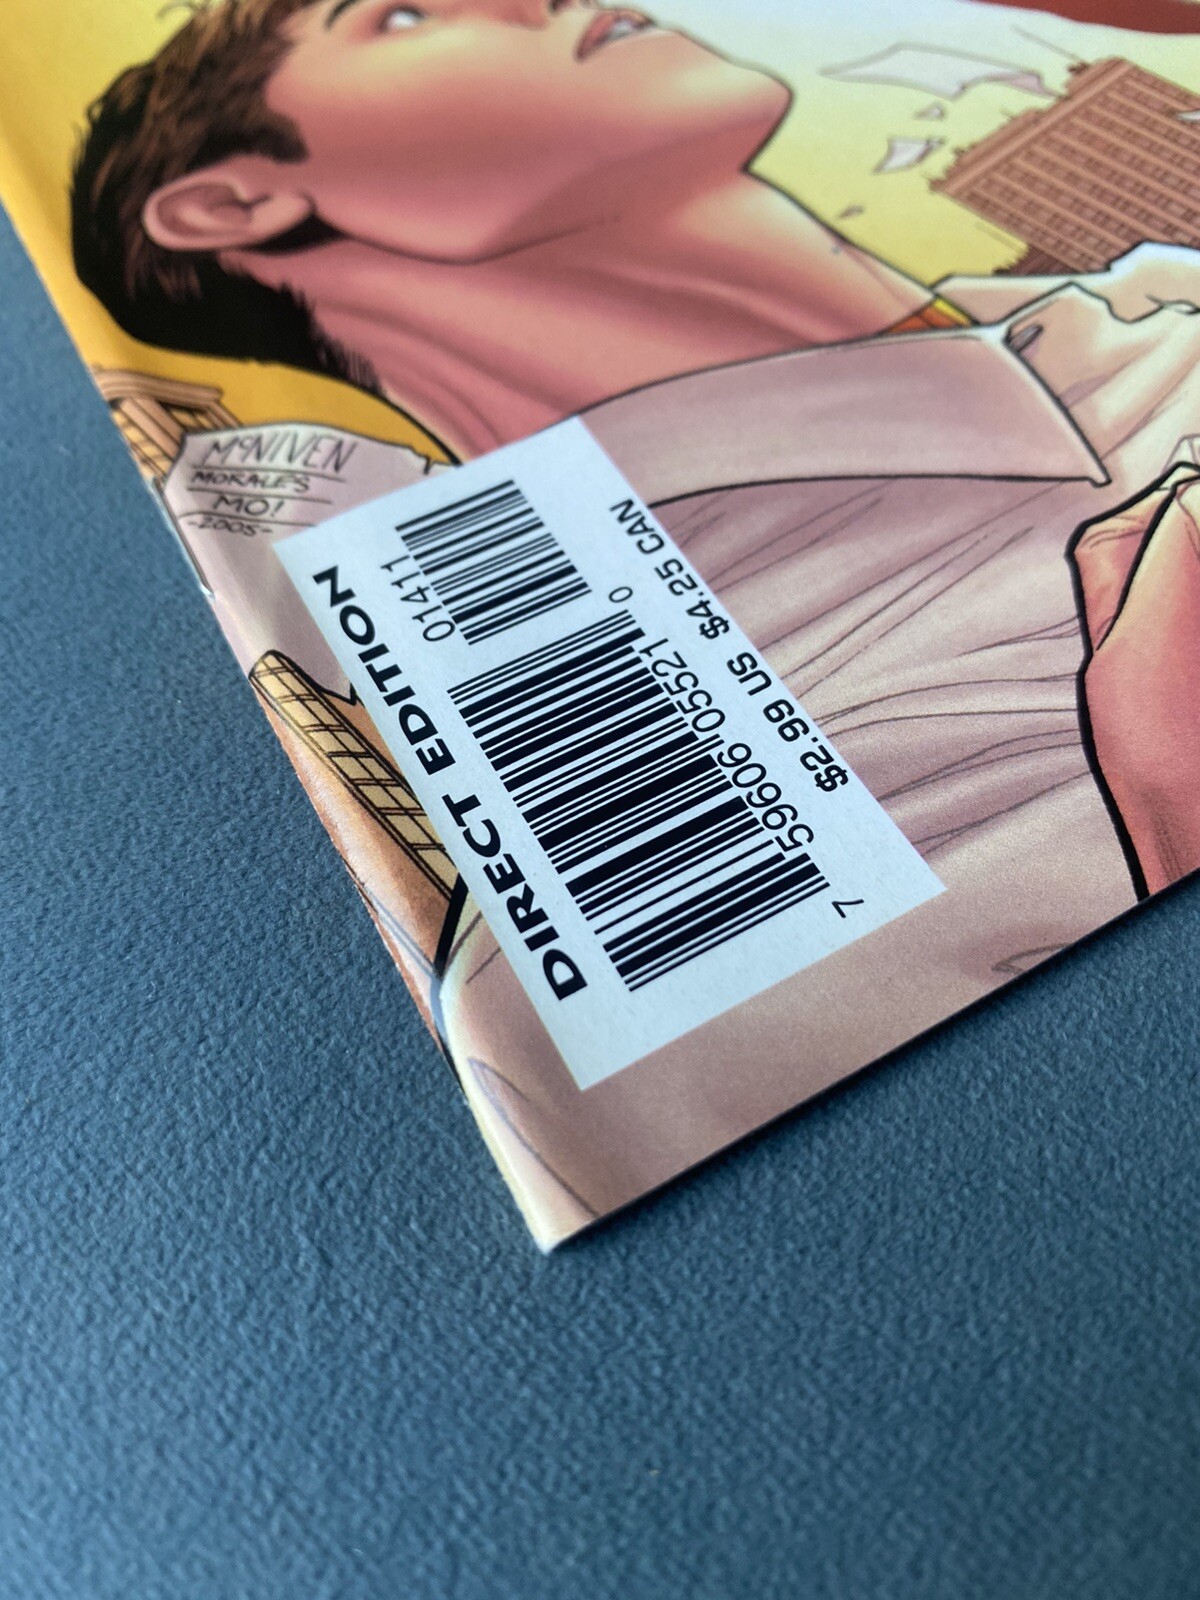 McNIVEN
MORALES
MO!
-2005-
DIRECT EDITION
01411
7 59606 05521 0
$2.99 US $4.25 CAN